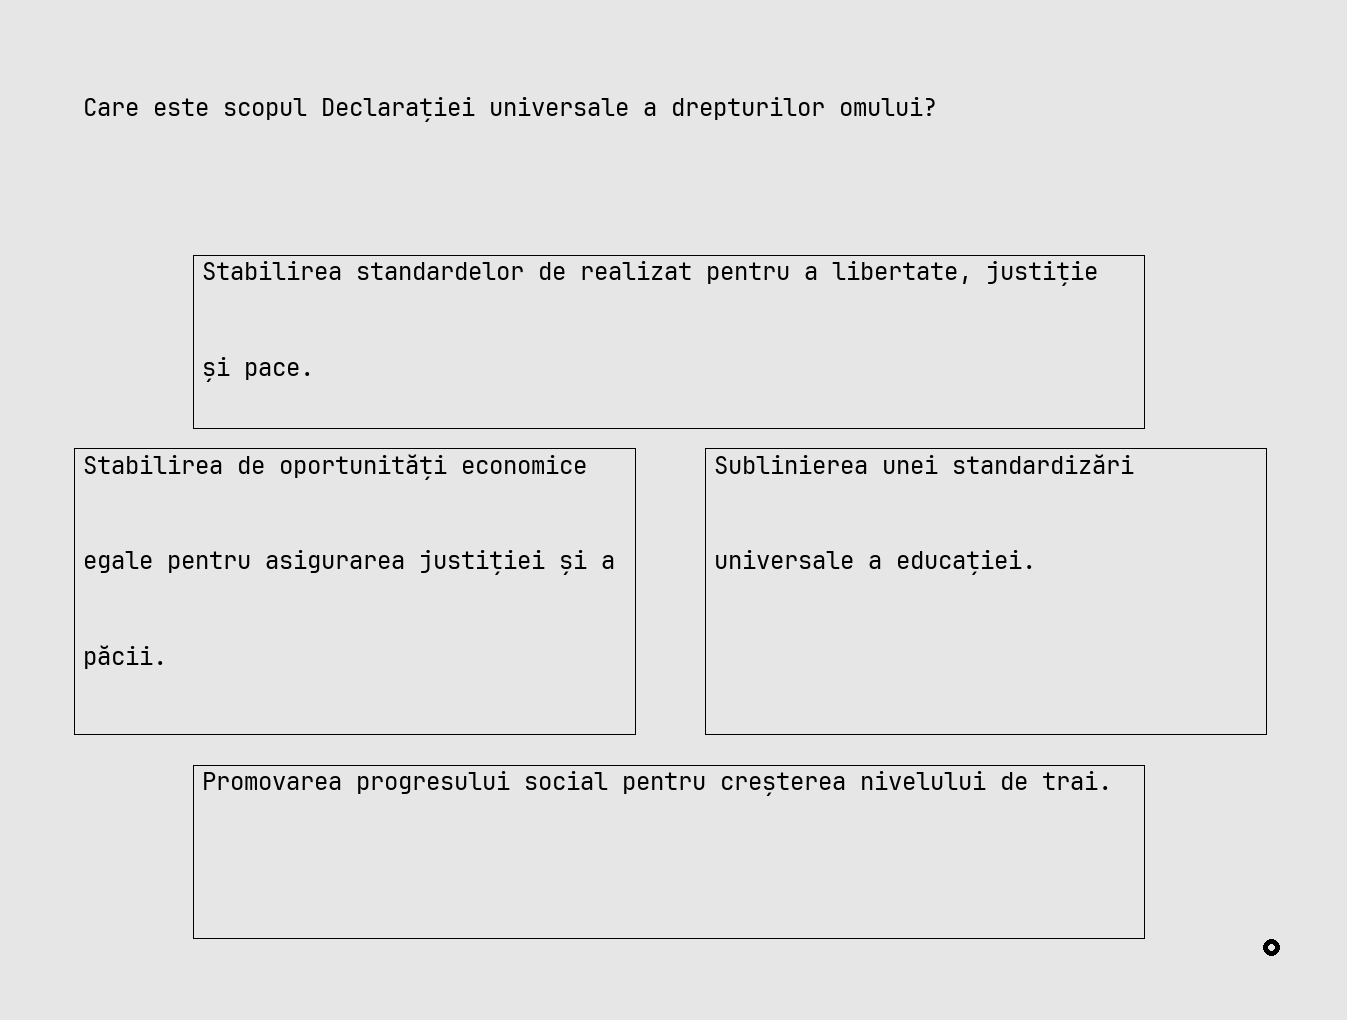 Care este scopul Declarației universale a drepturilor omului?
Stabilirea standardelor de realizat pentru a libertate, justiție
și pace.
Stabilirea de oportunități economice
egale pentru asigurarea justiției și a
păcii.
Sublinierea unei standardizări
universale a educației.
Promovarea progresului social pentru creșterea nivelului de trai.